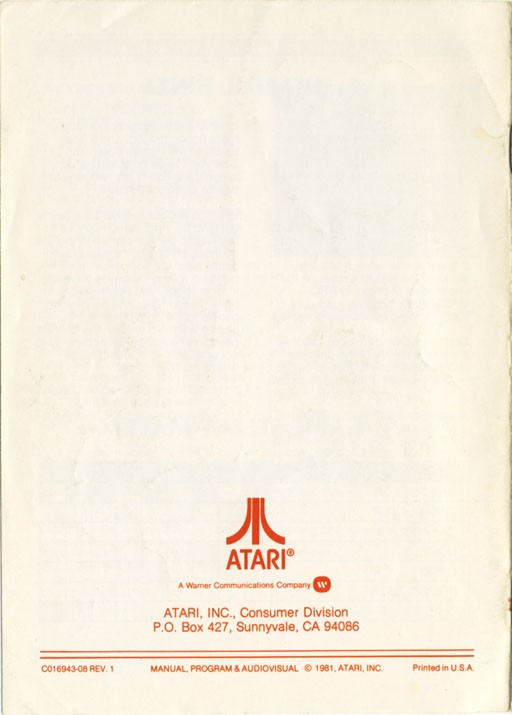 ATARI®
A Warner Communications Company
ATARI, INC., Consumer Division
P.O. Box 427, Sunnyvale, CA 94086
C016943-08 REV. 1 MANUAL, PROGRAM & AUDIOVISUAL © 1981, ATARI, INC. Printed in U.S.A.